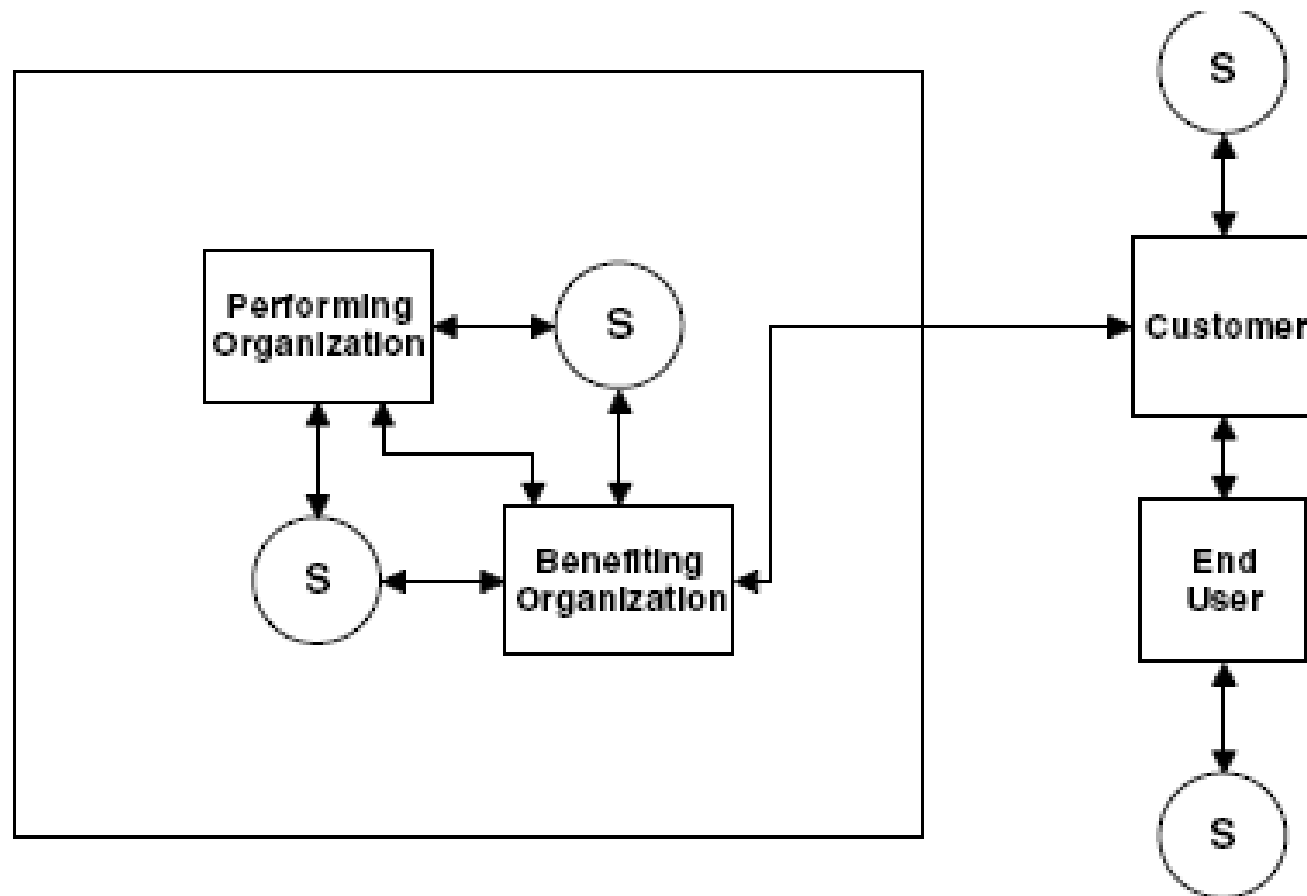 S
Performing
Organization
S
Customer
S
Benefiting
Organization
End
User
S